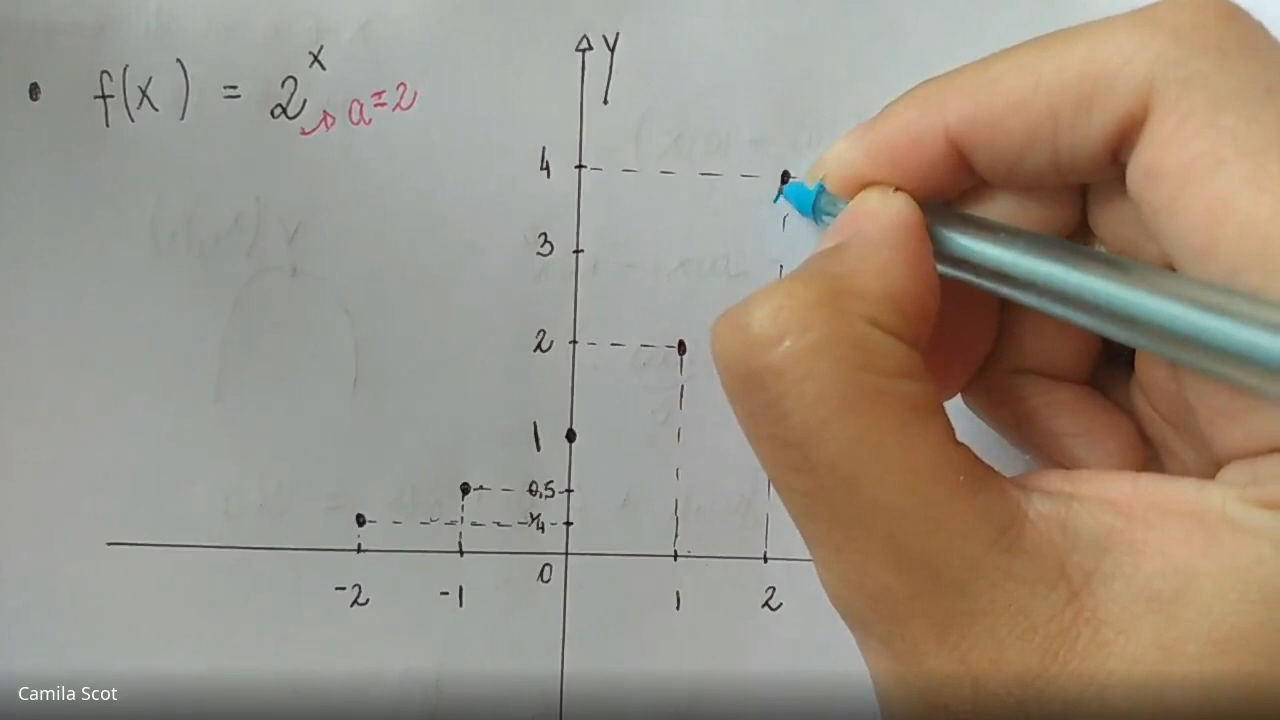 • f(x) = 2^x → a=2
Y
4
3
2
1
0,5
1/4
0
-2 -1 1 2
Camila Scot